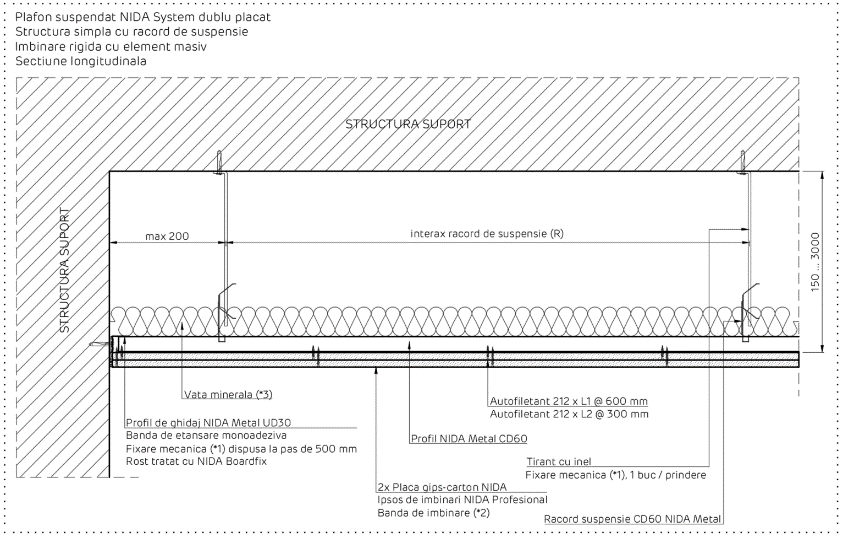 Plafon suspendat NIDA System dublu placat
Structura simpla cu racord de suspensie
Imbinare rigida cu element masiv
Sectiune longitudinala
STRUCTURA SUPORT
STRUCTURA SUPORT
max 200
interax racord de suspensie (R)
150 ... 3000
Vata minerala (*3)
Profil de ghidaj NIDA Metal UD30
Banda de etansare monoadeziva
Fixare mecanica (*1) dispusa la pas de 500 mm
Rost tratat cu NIDA Boardfix
Autofiletant 212 x L1 @ 600 mm
Autofiletant 212 x L2 @ 300 mm
Profil NIDA Metal CD60
Tirant cu inel
Fixare mecanica (*1), 1 buc / prindere
2x Placa gips-carton NIDA
Ipsos de imbinari NIDA Profesional
Banda de imbinare (*2)
Racord suspensie CD60 NIDA Metal